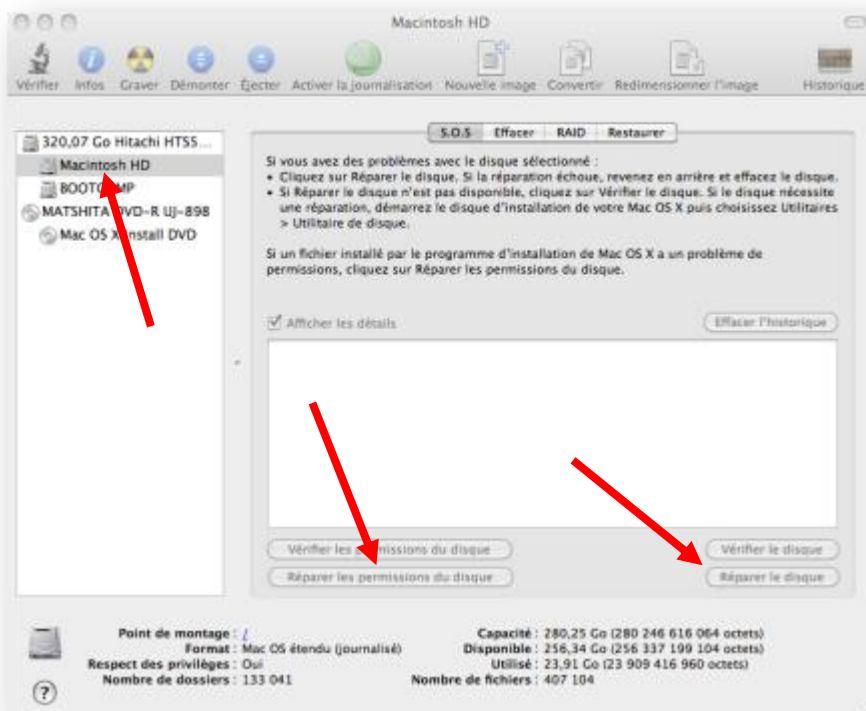 Macintosh HD
Vérifier Infos Graver Démonter Éjecter Activer la journalisation Nouvelle image Convertir Redimensionner l'image Historique
320,07 Go Hitachi HTS5...
Macintosh HD
BOOTCAMP
MATSHITA DVD-R UJ-898
Mac OS X Install DVD
S.O.S Effacer RAID Restaurer
Si vous avez des problèmes avec le disque sélectionné :
• Cliquez sur Réparer le disque. Si la réparation échoue, revenez en arrière et effacez le disque.
• Si Réparer le disque n'est pas disponible, cliquez sur Vérifier le disque. Si le disque nécessite
une réparation, démarrez le disque d'installation de votre Mac OS X puis choisissez Utilitaires
> Utilitaire de disque.
Si un fichier installé par le programme d'installation de Mac OS X a un problème de
permissions, cliquez sur Réparer les permissions du disque.
Afficher les détails
Effacer l'historique
Vérifier les permissions du disque
Vérifier le disque
Réparer les permissions du disque
Réparer le disque
Point de montage : /
Format : Mac OS étendu (journalisé)
Respect des privilèges : Oui
Nombre de dossiers : 133 041
Capacité : 280,25 Go (280 246 616 064 octets)
Disponible : 256,34 Go (256 337 199 104 octets)
Utilisé : 23,91 Go (23 909 416 960 octets)
Nombre de fichiers : 407 104
?